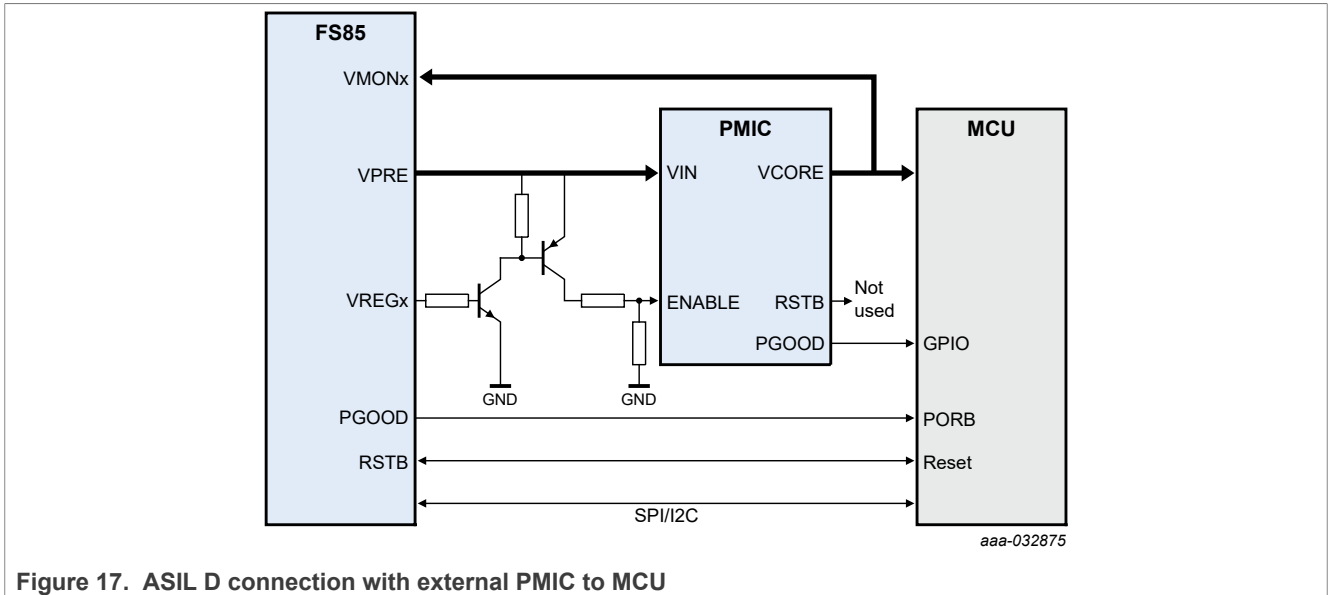 FS85
VMONx
PMIC
MCU
VPRE
VIN
VCORE
VREGx
ENABLE
RSTB
Not
used
PGOOD
GPIO
GND
GND
PGOOD
PORB
RSTB
Reset
SPI/I2C
aaa-032875
Figure 17. ASIL D connection with external PMIC to MCU